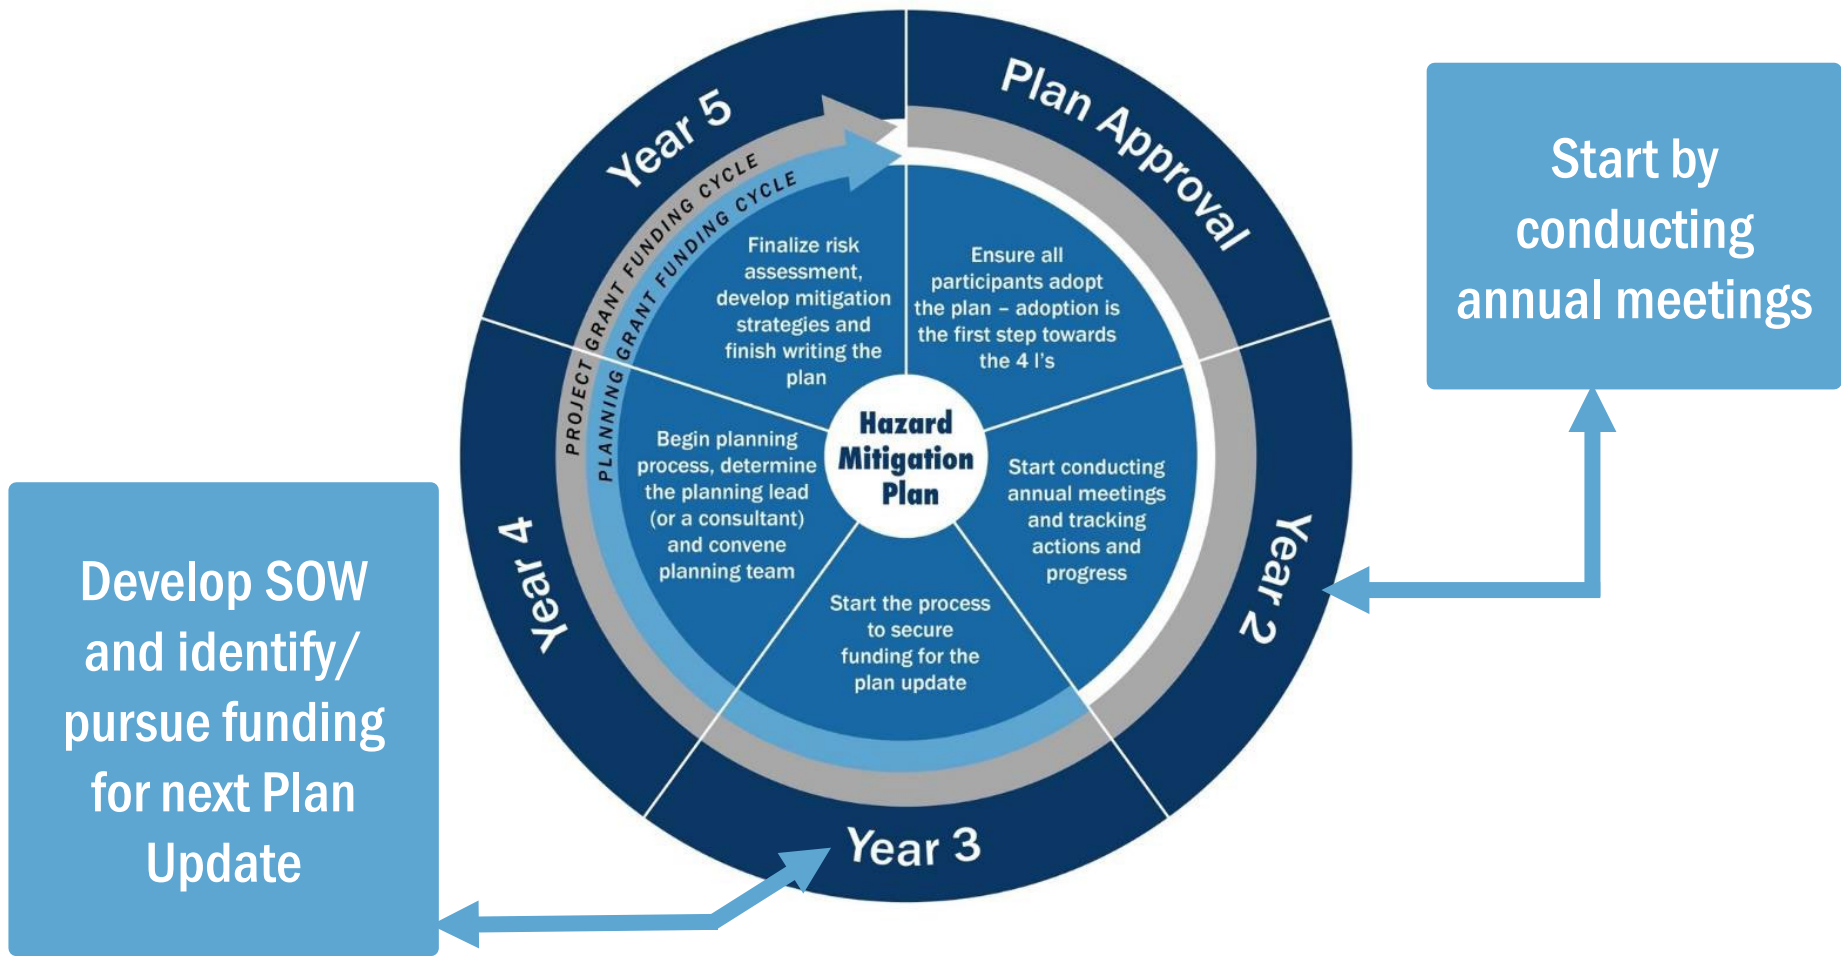 Plan Approval
Ensure all
participants adopt
the plan – adoption is
the first step towards
the 4 I's
Year 2
Start conducting
annual meetings
and tracking
actions and
progress
Year 3
Start the process
to secure
funding for the
plan update
Year 4
Begin planning
process, determine
the planning lead
(or a consultant)
and convene
planning team
Year 5
Finalize risk
assessment,
develop mitigation
strategies and
finish writing the
plan
PROJECT GRANT FUNDING CYCLE
PLANNING GRANT FUNDING CYCLE
Hazard
Mitigation
Plan
Start by
conducting
annual meetings
Develop SOW
and identify/
pursue funding
for next Plan
Update